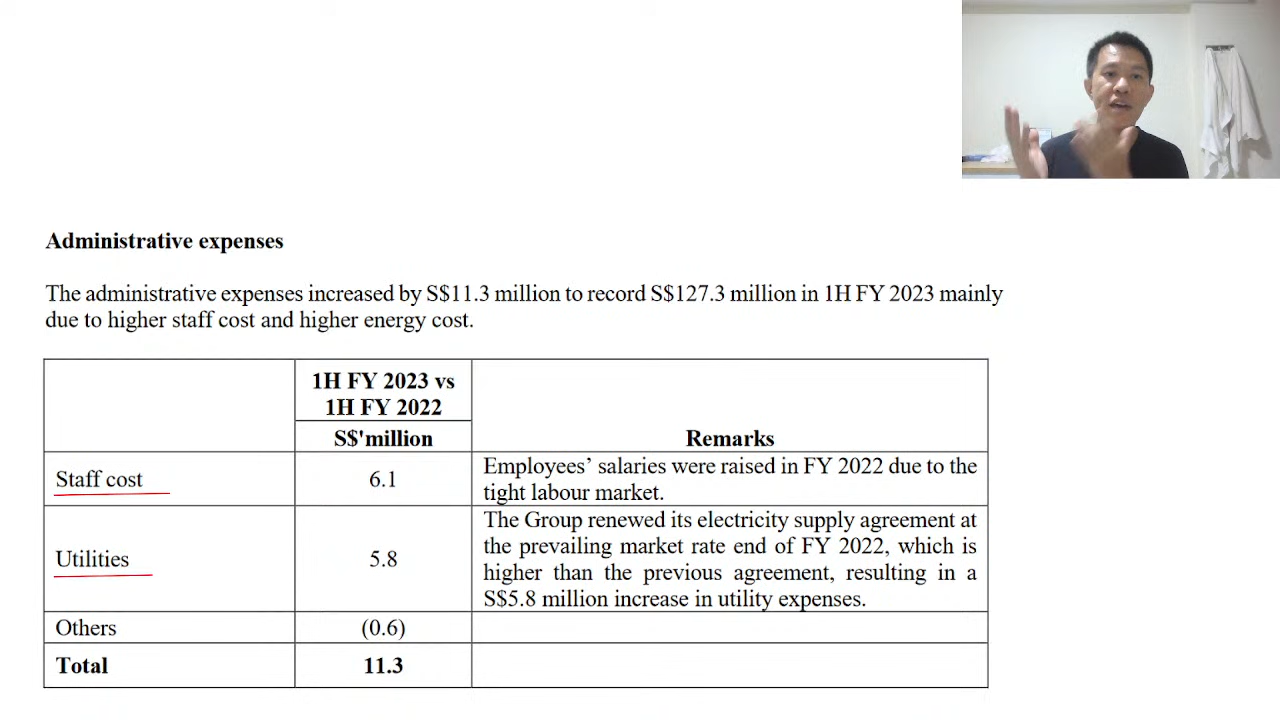 Administrative expenses
The administrative expenses increased by S$11.3 million to record S$127.3 million in 1H FY 2023 mainly
due to higher staff cost and higher energy cost.
1H FY 2023 vs
1H FY 2022
S$'million
Remarks
Staff cost
6.1
Employees’ salaries were raised in FY 2022 due to the
tight labour market.
Utilities
5.8
The Group renewed its electricity supply agreement at
the prevailing market rate end of FY 2022, which is
higher than the previous agreement, resulting in a
S$5.8 million increase in utility expenses.
Others
(0.6)
Total
11.3